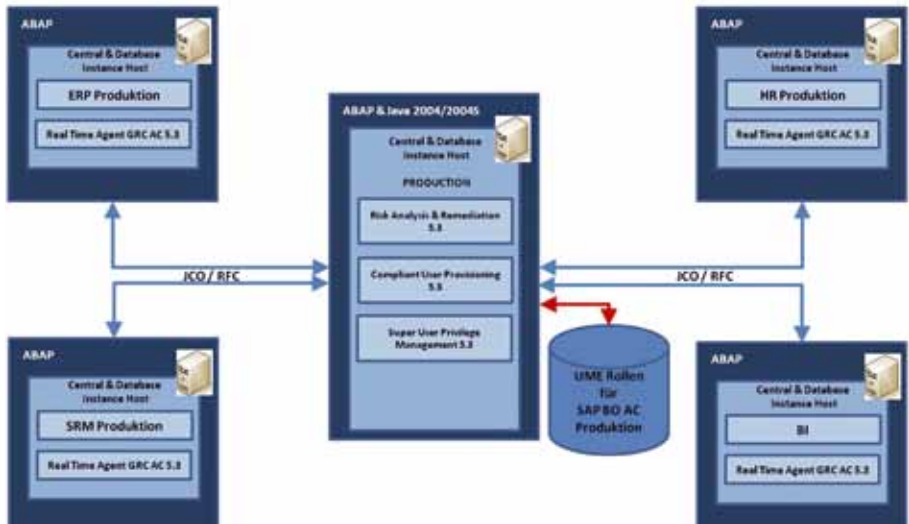 ABAP
Central & Database
Instance Host
ERP Produktion
Real Time Agent GRC AC 5.3
ABAP
Central & Database
Instance Host
SRM Produktion
Real Time Agent GRC AC 5.3
JCO / RFC
ABAP & Java 2004/2004S
Central & Database
Instance Host
PRODUCTION
Risk Analysis & Remediation
5.3
Compliant User Provisioning
5.3
Super User Privilege
Management 5.3
UME Rollen
für
SAP BO AC
Produktion
JCO / RFC
ABAP
Central & Database
Instance Host
HR Produktion
Real Time Agent GRC AC 5.3
ABAP
Central & Database
Instance Host
BI
Real Time Agent GRC AC 5.3